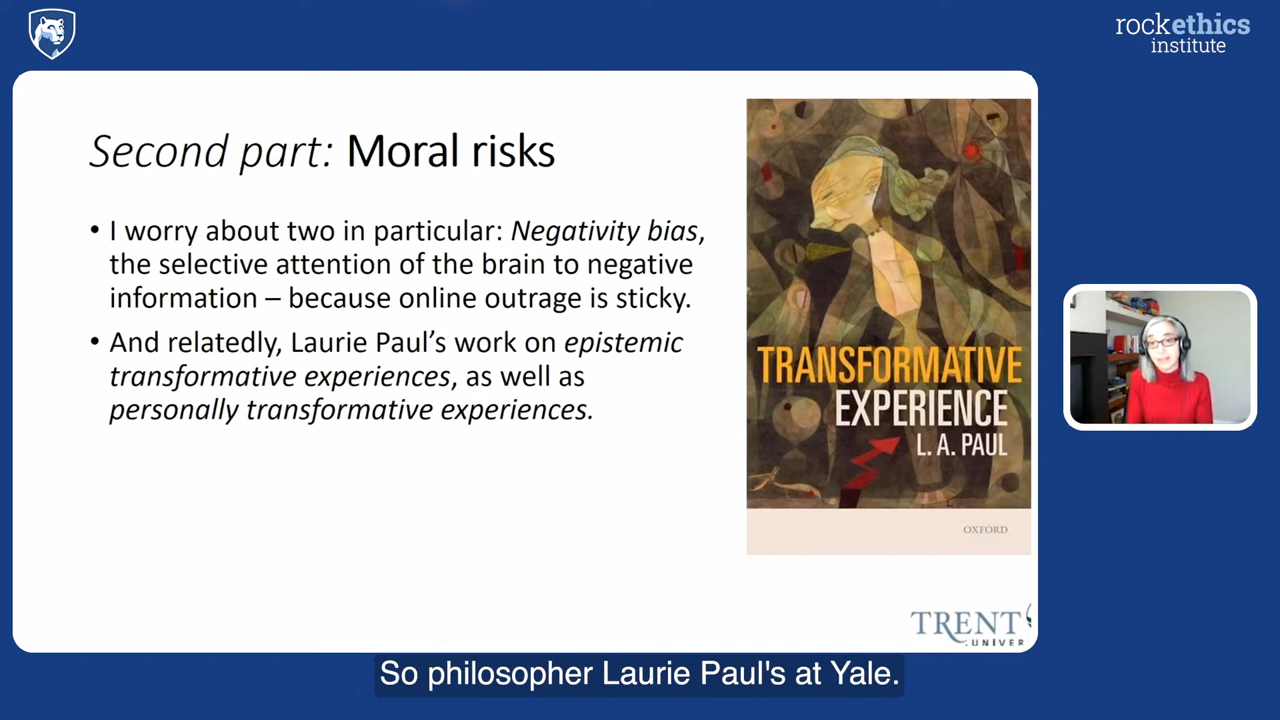 rockethics
institute
Second part: Moral risks
• I worry about two in particular: Negativity bias,
the selective attention of the brain to negative
information – because online outrage is sticky.
• And relatedly, Laurie Paul’s work on epistemic
transformative experiences, as well as
personally transformative experiences.
TRANSFORMATIVE
EXPERIENCE
L. A. PAUL
OXFORD
TRENT
UNIVER
So philosopher Laurie Paul's at Yale.